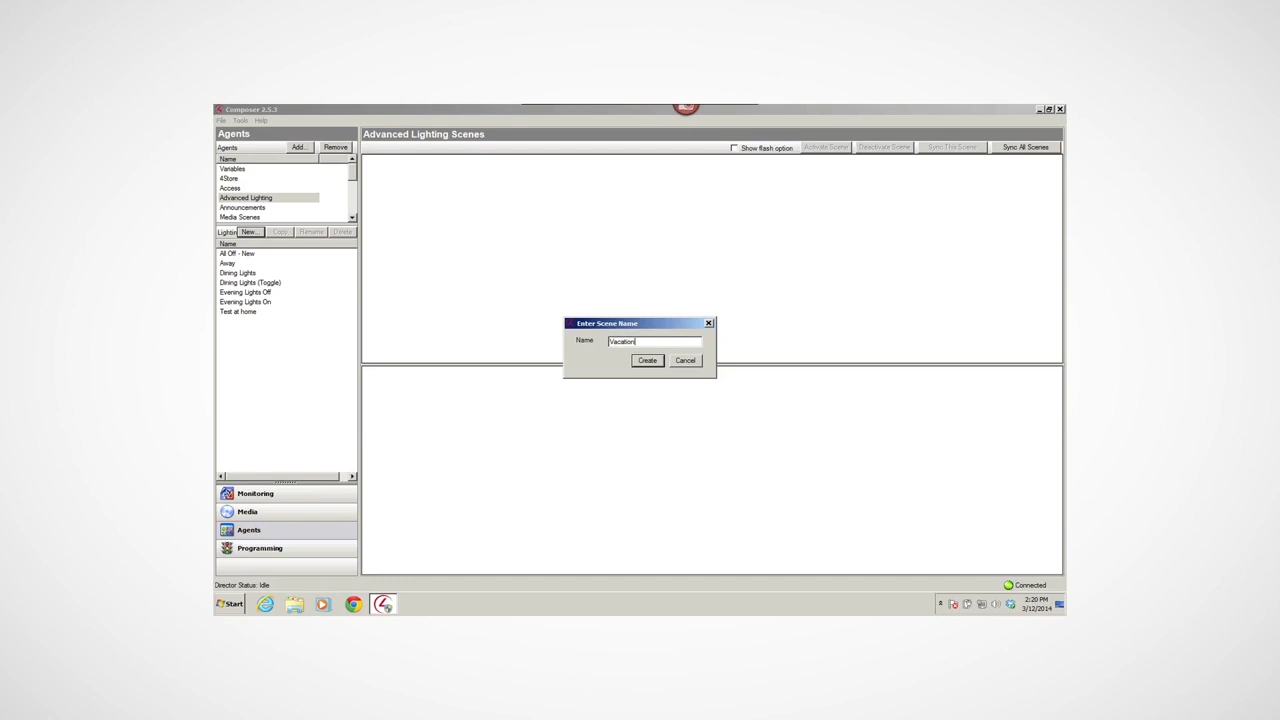 Composer 2.5.3
File Tools Help
Agents
Advanced Lighting Scenes
Agents Add... Remove
Show flash option Activate Scene Deactivate Scene Sync This Scene Sync All Scenes
Name
Variables
4Store
Access
Advanced Lighting
Announcements
Media Scenes
Lightin New... Copy Rename Delete
Name
All Off - New
Away
Dining Lights
Dining Lights (Toggle)
Evening Lights Off
Evening Lights On
Test at home
Enter Scene Name
Name Vacation
Create Cancel
Monitoring
Media
Agents
Programming
Director Status: Idle
Connected
Start
2:20 PM
3/12/2014